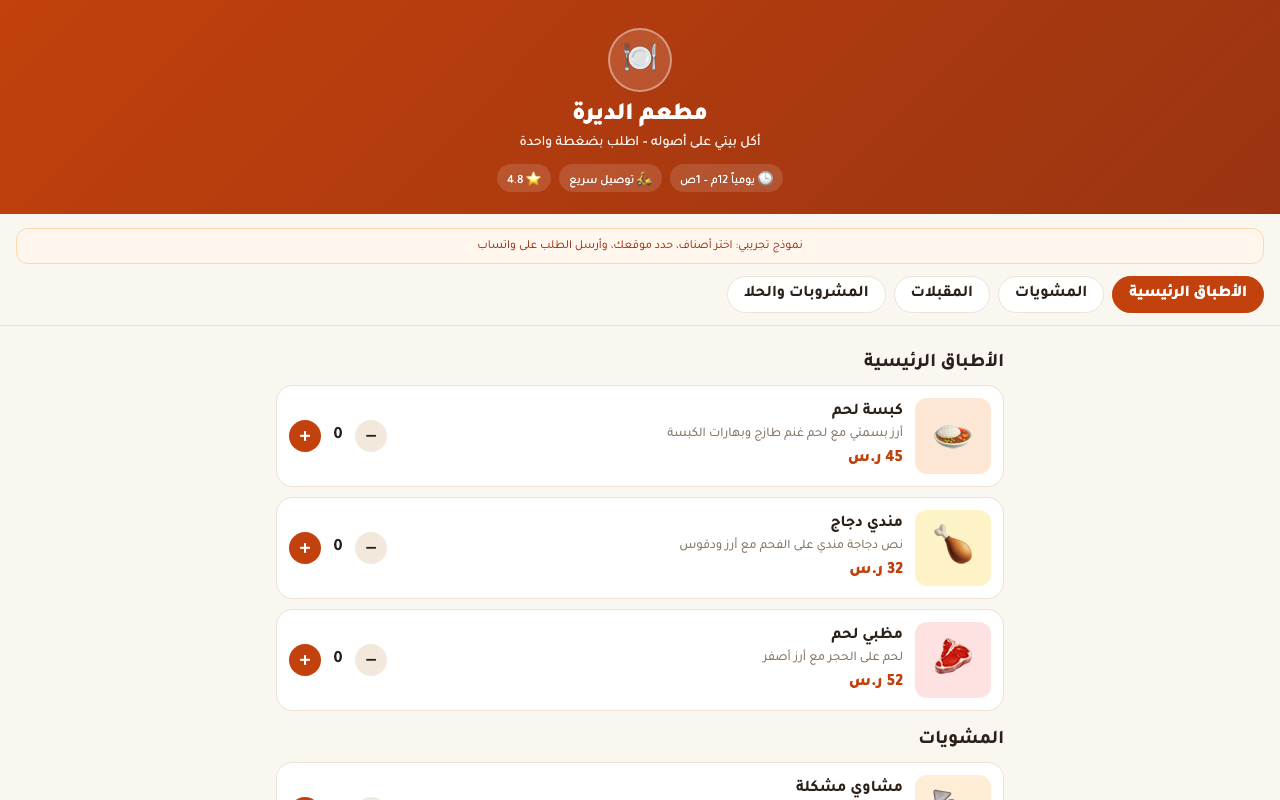 مطعم الديرة
أكل بيتي على أصوله - اطلب بضغطة واحدة
🕒 يومياً 12م - 1ص
🛵 توصيل سريع
⭐ 4.8
نموذج تجريبي: اختر أصناف، حدد موقعك، وأرسل الطلب على واتساب
الأطباق الرئيسية
المشويات
المقبلات
المشروبات والحلا
الأطباق الرئيسية
كبسة لحم
أرز بسمتي مع لحم غنم طازج وبهارات الكبسة
45 ر.س
−
0
+
مندي دجاج
نص دجاجة مندي على الفحم مع أرز ودقوس
32 ر.س
−
0
+
مظبي لحم
لحم على الحجر مع أرز أصفر
52 ر.س
−
0
+
المشويات
مشاوي مشكلة